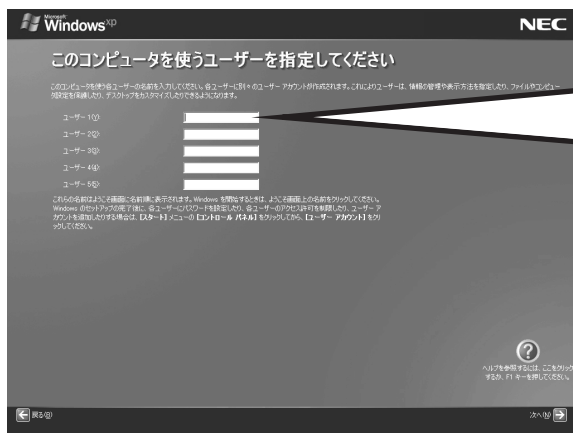 Microsoft
Windows xp
NEC
このコンピュータを使うユーザーを指定してください
このコンピュータを使う各ユーザーの名前を入力してください。各ユーザーに別々のユーザー アカウントが作成されます。これによりユーザーは、情報の管理や表示方法を指定したり、ファイルやコンピュー
タ設定を保護したり、デスクトップをカスタマイズしたりできるようになります。
ユーザー 1(Y):
ユーザー 2(2):
ユーザー 3(3):
ユーザー 4(4):
ユーザー 5(5):
これらの名前はようこそ画面に名前順に表示されます。Windows を開始するときは、ようこそ画面上の名前をクリックしてください。
Windows のセットアップの完了後に、各ユーザーにパスワードを設定したり、各ユーザーのアクセス許可を制限したり、ユーザー ア
カウントを追加したりする場合は、[スタート] メニューの [コントロール パネル] をクリックしてから、[ユーザー アカウント] をクリ
ックしてください。
?
ヘルプを参照するには、ここをクリック
するか、F1 キーを押してください。
戻る(B)
次へ(N)